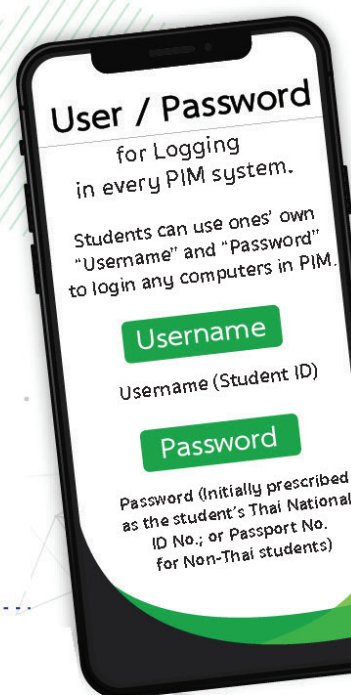 User / Password
for Logging
in every PIM system.
Students can use ones' own
"Username" and "Password"
to login any computers in PIM.
Username
Username (Student ID)
Password
Password (Initially prescribed
as the student's Thai National
ID No.; or Passport No.
for Non-Thai students)